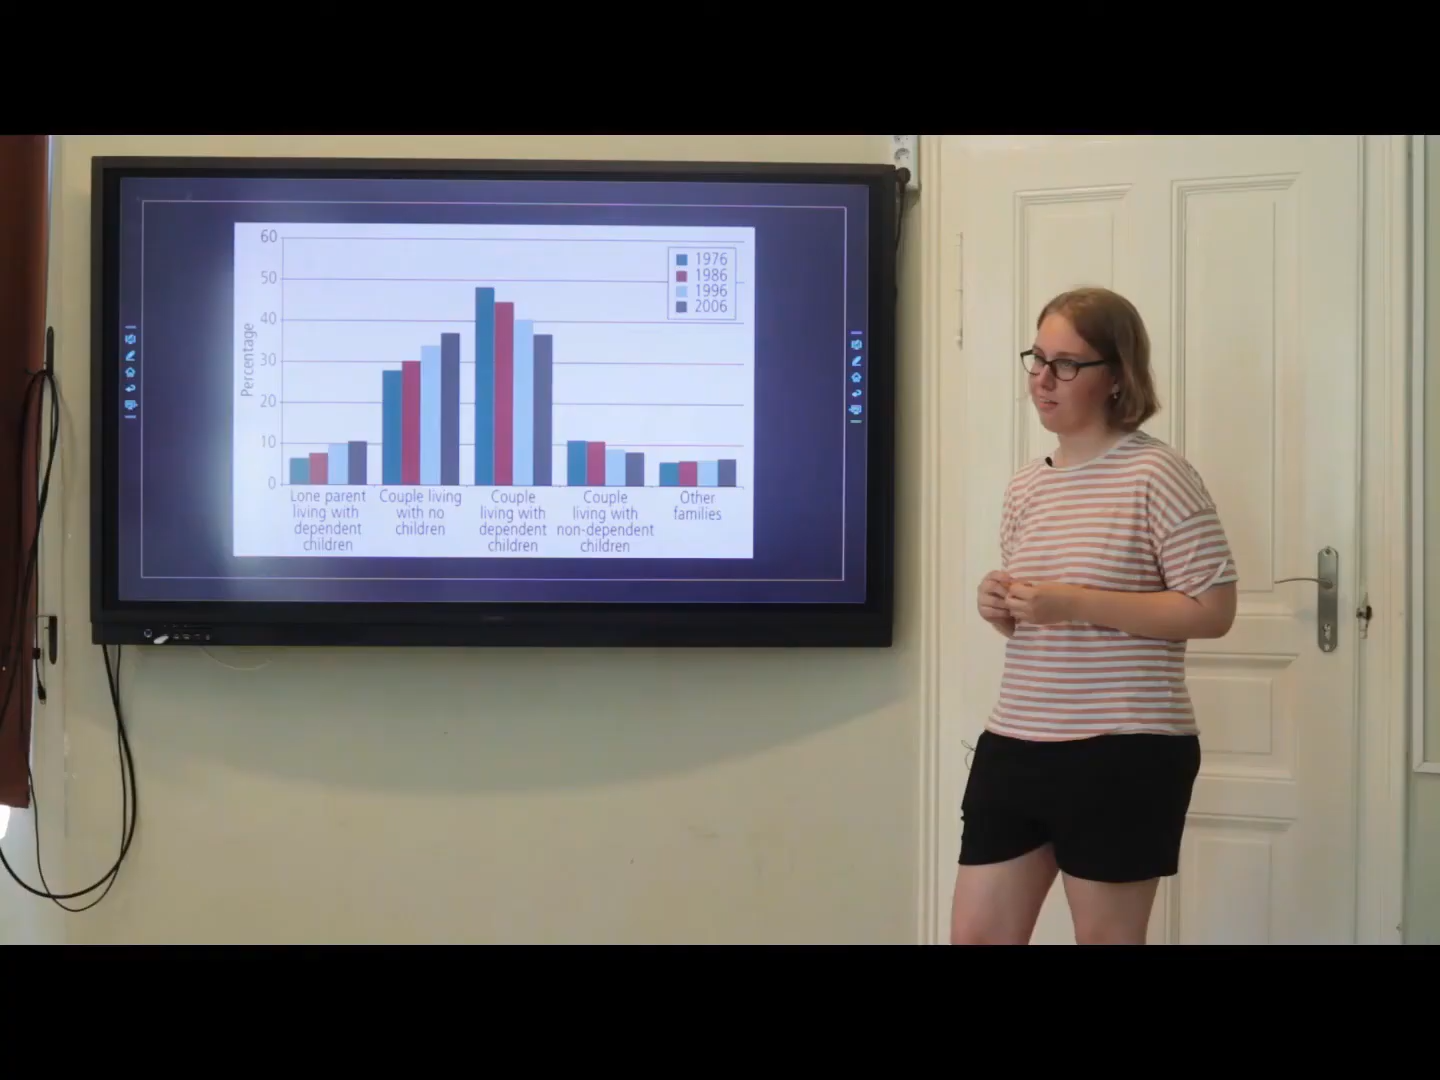 60
50
40
30
20
10
0
Percentage
1976
1986
1996
2006
Lone parent
living with
dependent
children
Couple living
with no
children
Couple
living with
dependent
children
Couple
living with
non-dependent
children
Other
families